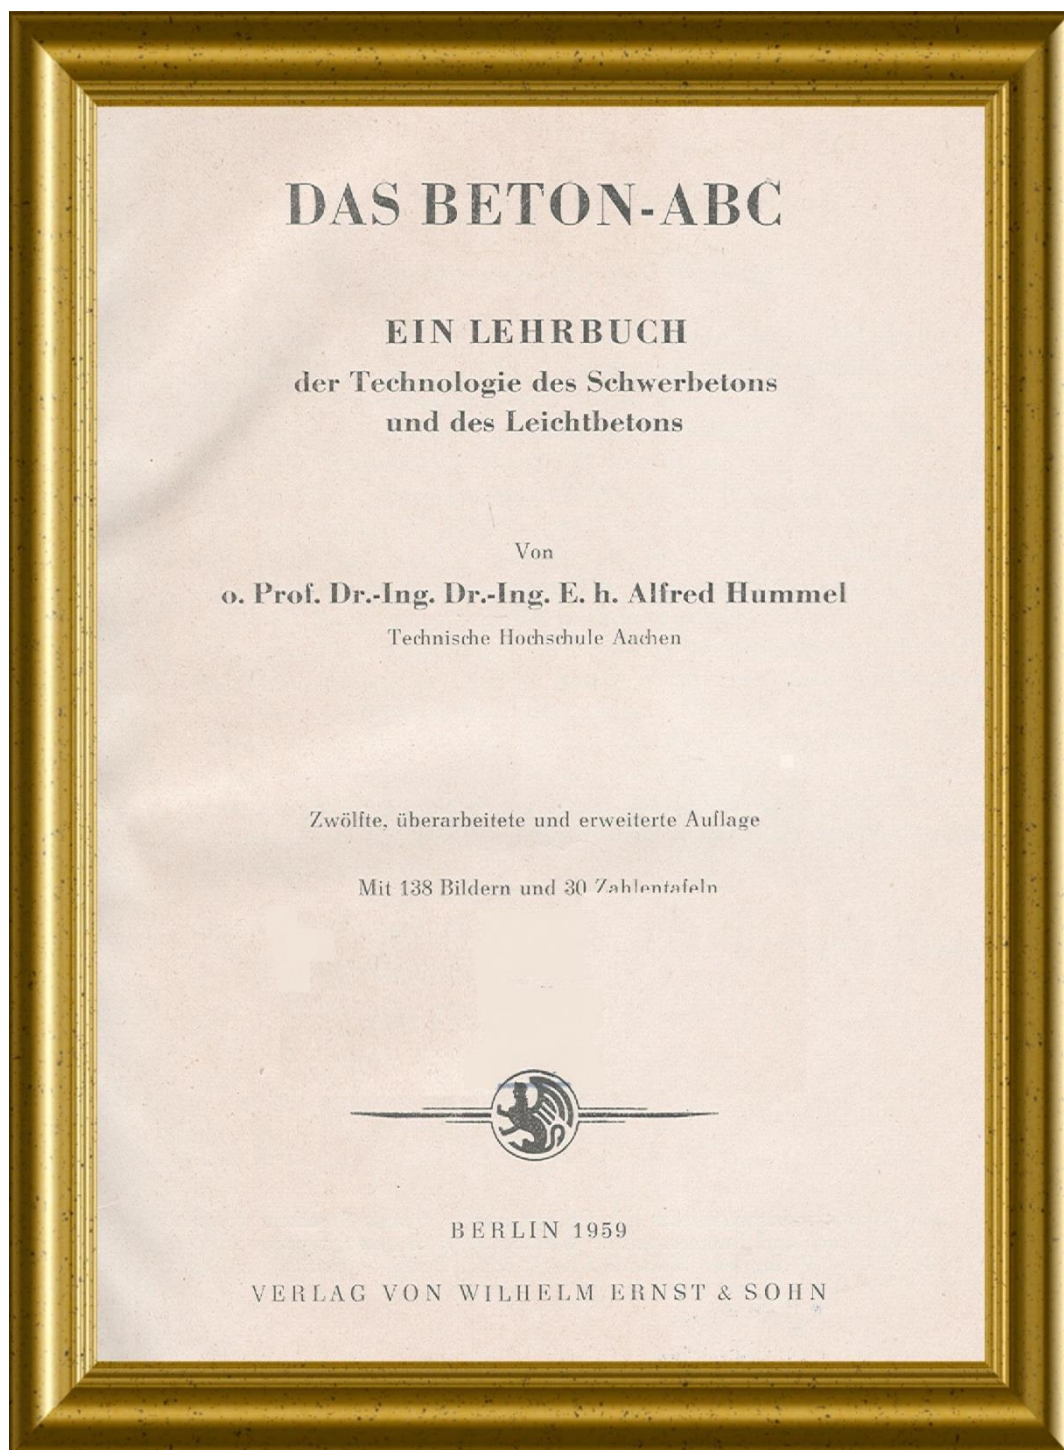 DAS BETON-ABC
EIN LEHRBUCH
der Technologie des Schwerbetons
und des Leichtbetons
Von
o. Prof. Dr.-Ing. Dr.-Ing. E. h. Alfred Hummel
Technische Hochschule Aachen
Zwölfte, überarbeitete und erweiterte Auflage
Mit 138 Bildern und 30 Zahlentafeln
BERLIN 1959
VERLAG VON WILHELM ERNST & SOHN